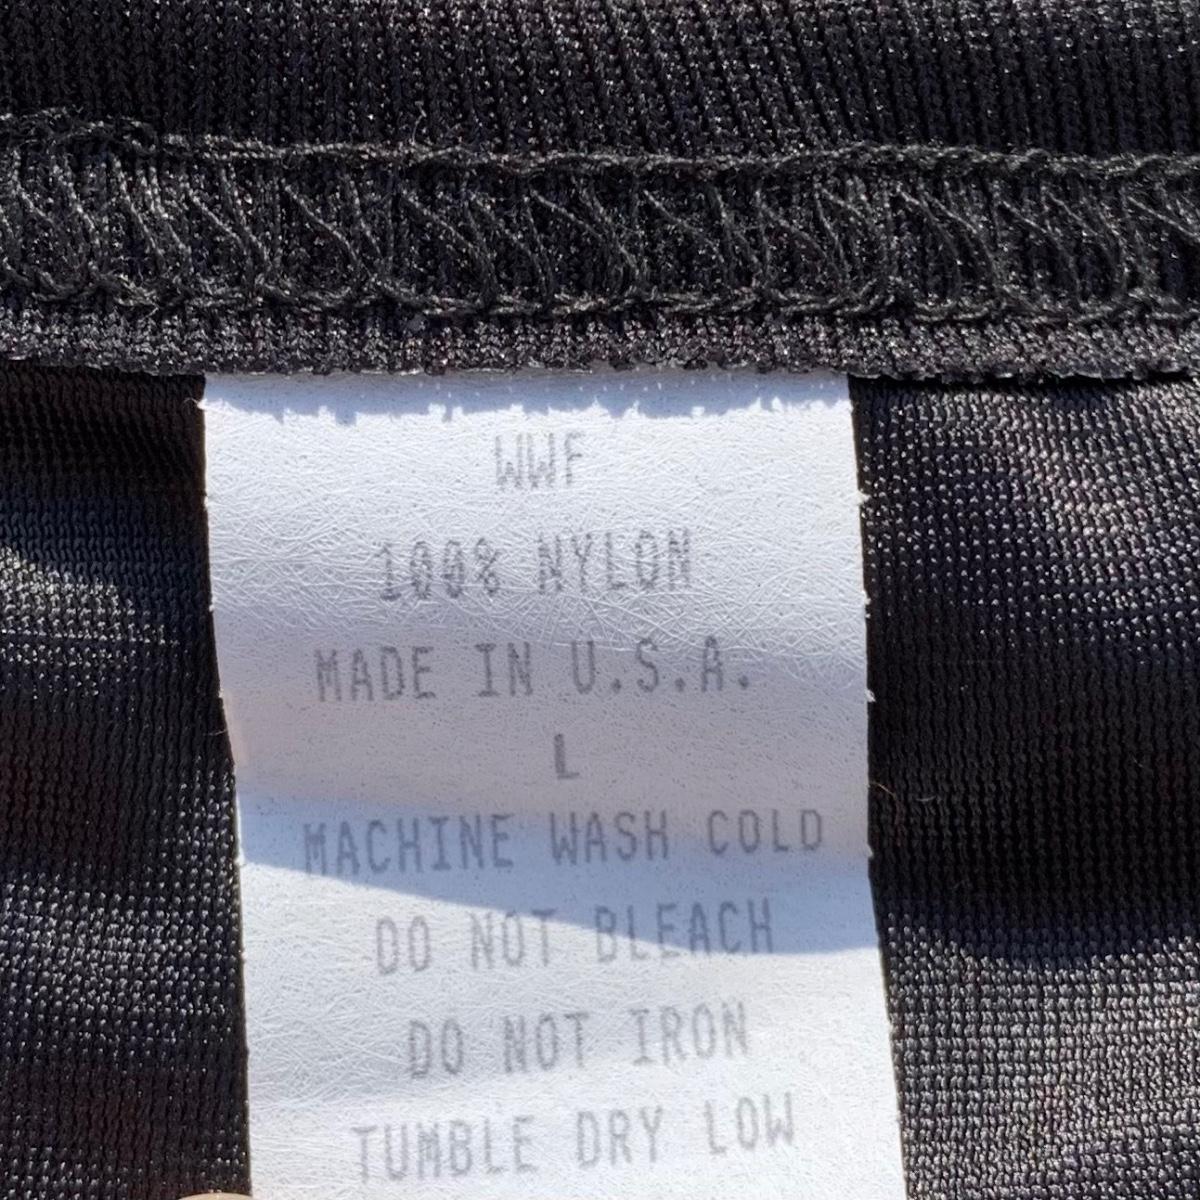 WWF
100% NYLON
MADE IN U.S.A.
L
MACHINE WASH COLD
DO NOT BLEACH
DO NOT IRON
TUMBLE DRY LOW